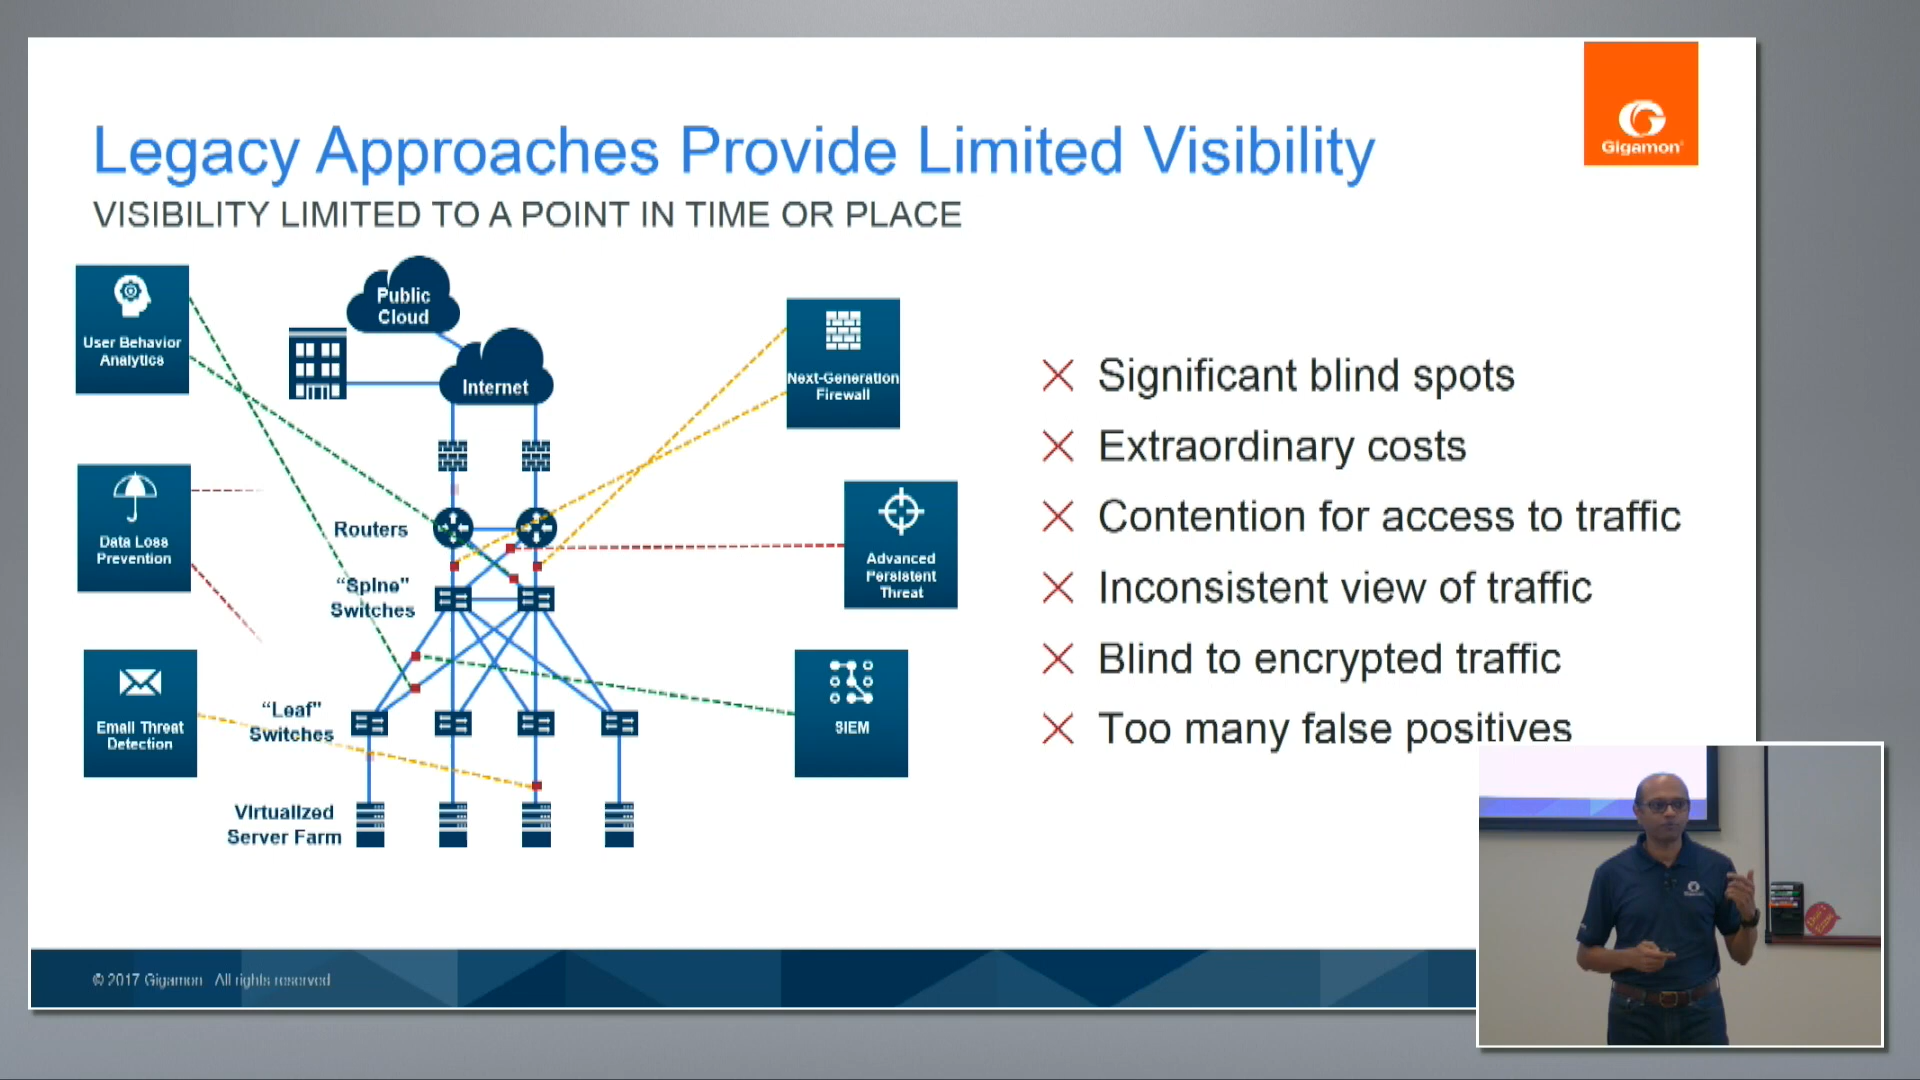 Gigamon
Legacy Approaches Provide Limited Visibility
VISIBILITY LIMITED TO A POINT IN TIME OR PLACE
User Behavior
Analytics
Public
Cloud
Internet
Next-Generation
Firewall
Data Loss
Prevention
Routers
"Spine"
Switches
Advanced
Persistent
Threat
Email Threat
Detection
"Leaf"
Switches
SIEM
Virtualized
Server Farm
Significant blind spots
Extraordinary costs
Contention for access to traffic
Inconsistent view of traffic
Blind to encrypted traffic
Too many false positives
© 2017 Gigamon All rights reserved
Gigamon